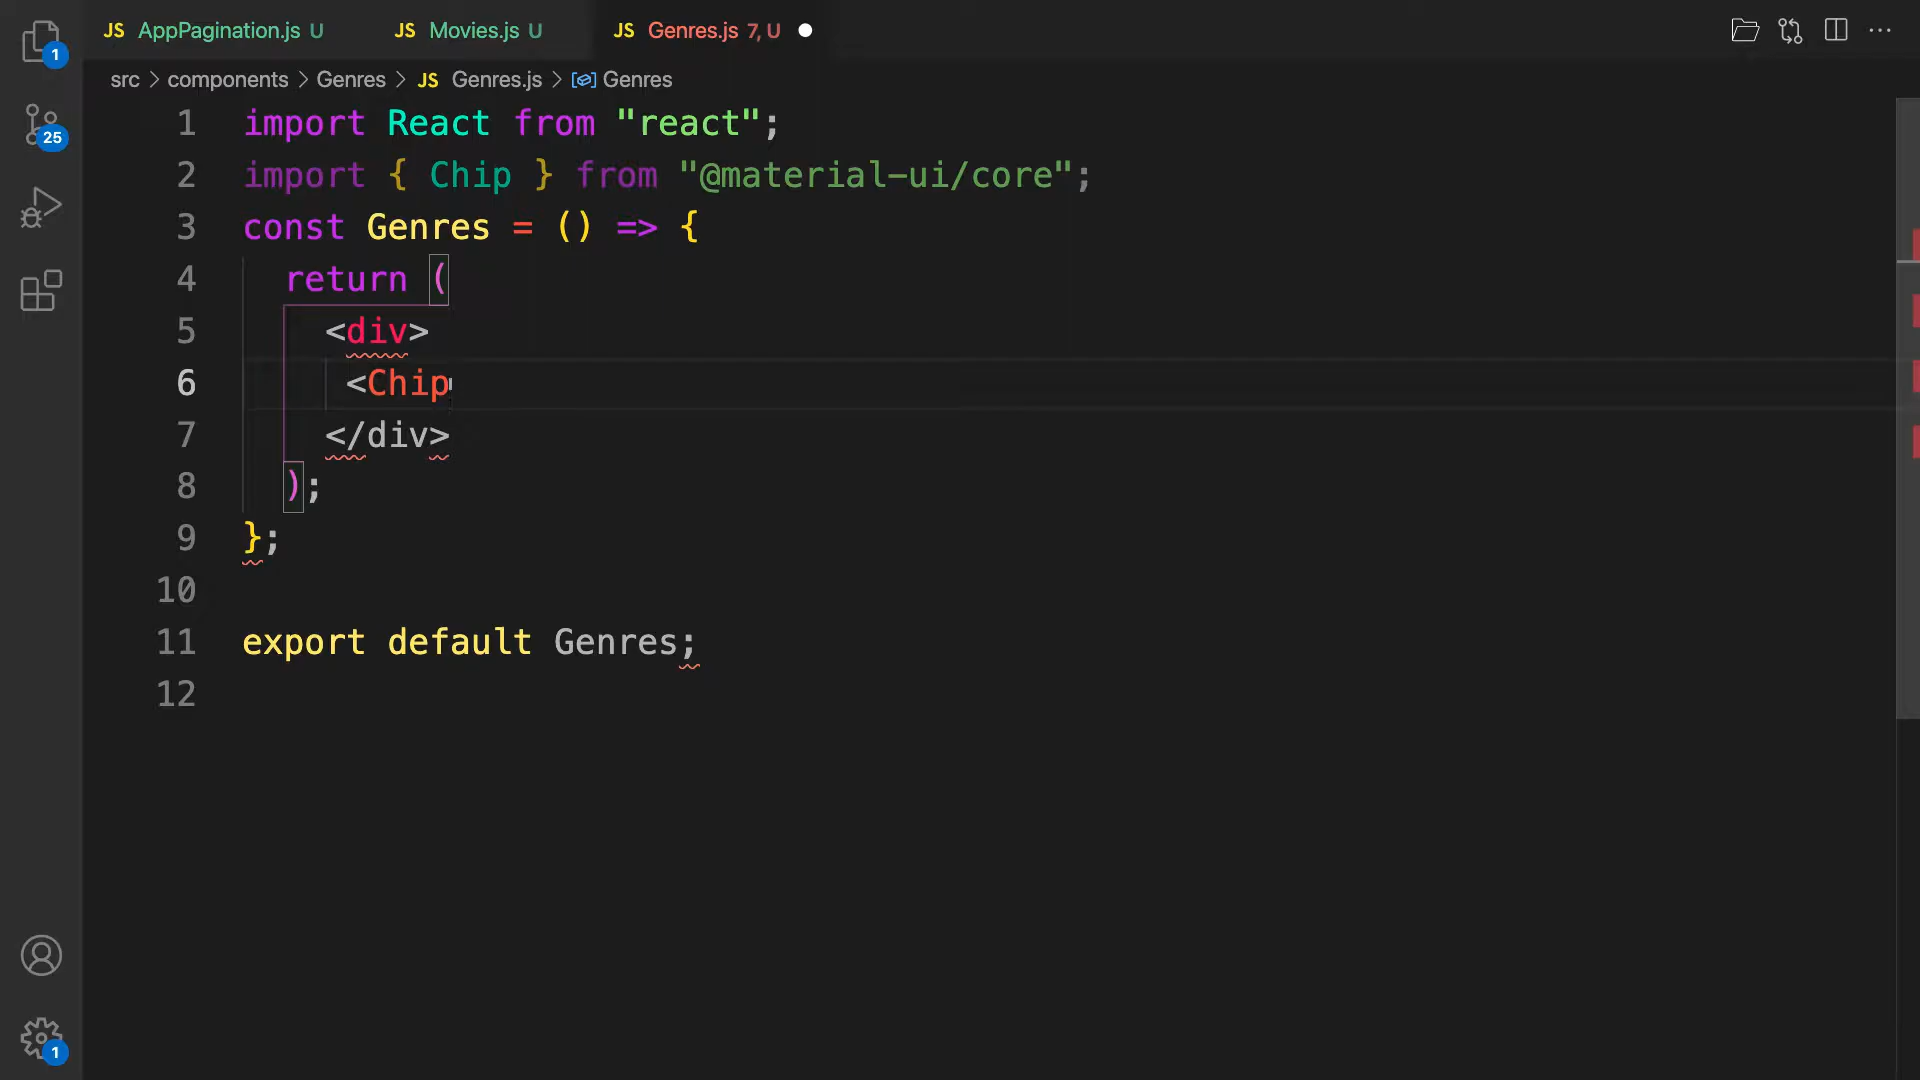 JS AppPagination.js U JS Movies.js U JS Genres.js 7, U
1
src > components > Genres > JS Genres.js > Genres
1 import React from "react";
25
2 import { Chip } from "@material-ui/core";
3 const Genres = () => {
4 return (
5 <div>
6 <Chip
7 </div>
8 );
9 };
10
11 export default Genres;
12
1